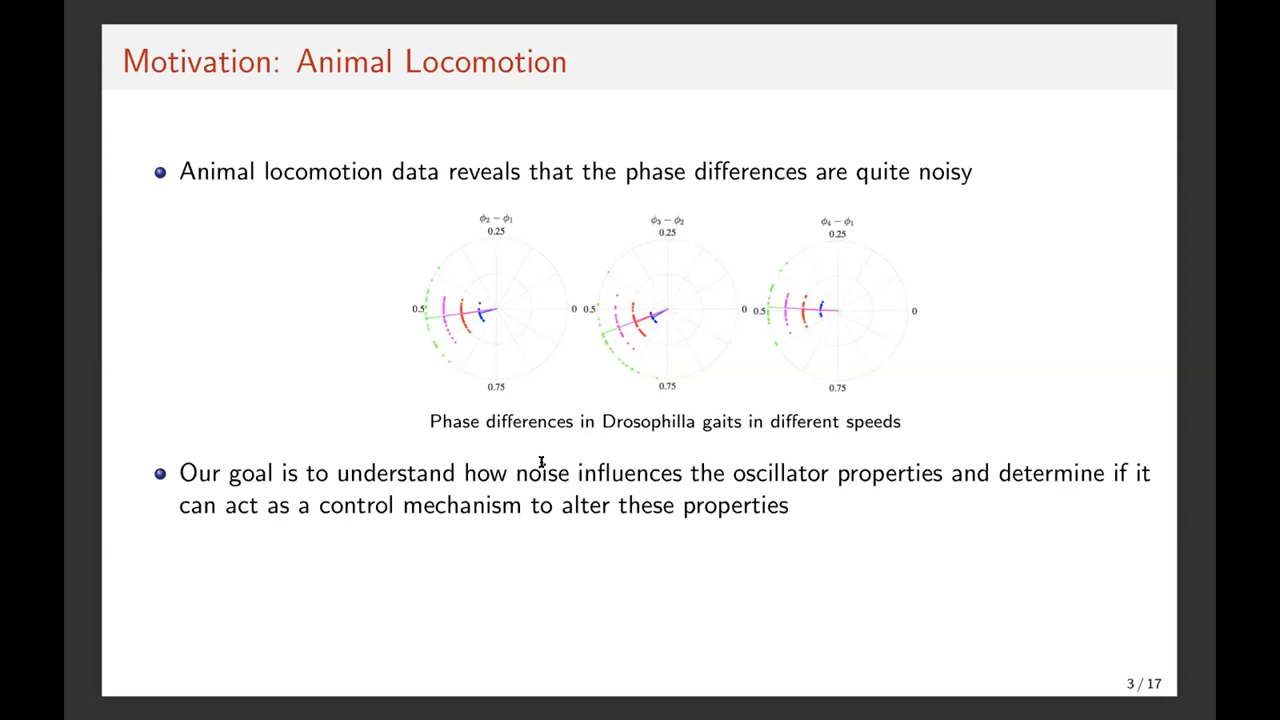 Motivation: Animal Locomotion
Animal locomotion data reveals that the phase differences are quite noisy
ϕ₂ − ϕ₁
0.25
0.5
0
0.75
ϕ₃ − ϕ₂
0.25
0.5
0
0.75
ϕ₄ − ϕ₁
0.25
0.5
0
0.75
Phase differences in Drosophilla gaits in different speeds
Our goal is to understand how noise influences the oscillator properties and determine if it
can act as a control mechanism to alter these properties
3 / 17